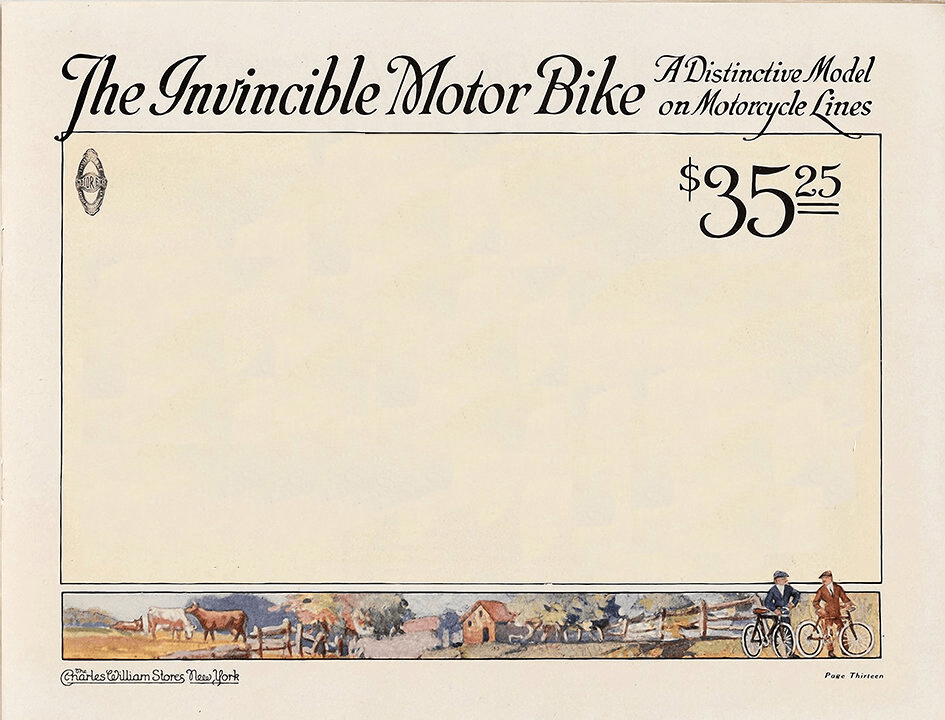 The Invincible Motor Bike
A Distinctive Model
on Motorcycle Lines
$35 25
The Charles William Stores New York
Page Thirteen